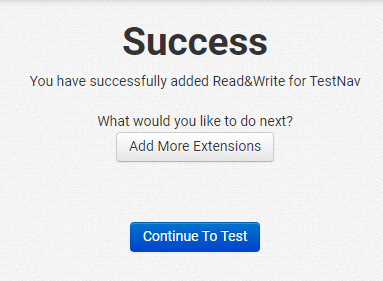 Success
You have successfully added Read&Write for TestNav
What would you like to do next?
Add More Extensions
Continue To Test